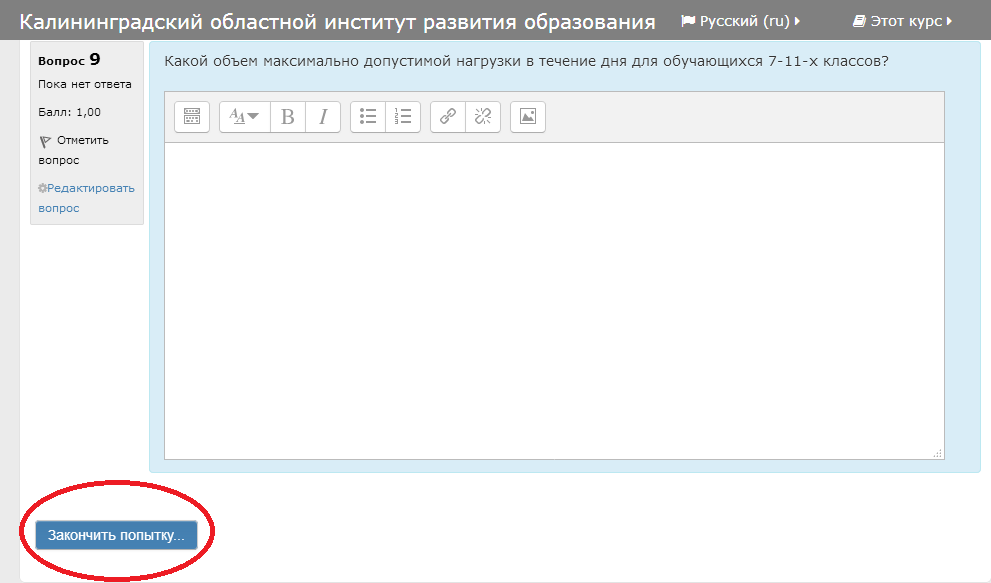 Калининградский областной институт развития образования
Русский (ru)
Этот курс
Вопрос 9
Пока нет ответа
Балл: 1,00
Отметить
вопрос
Редактировать
вопрос
Какой объем максимально допустимой нагрузки в течение дня для обучающихся 7-11-х классов?
Закончить попытку...